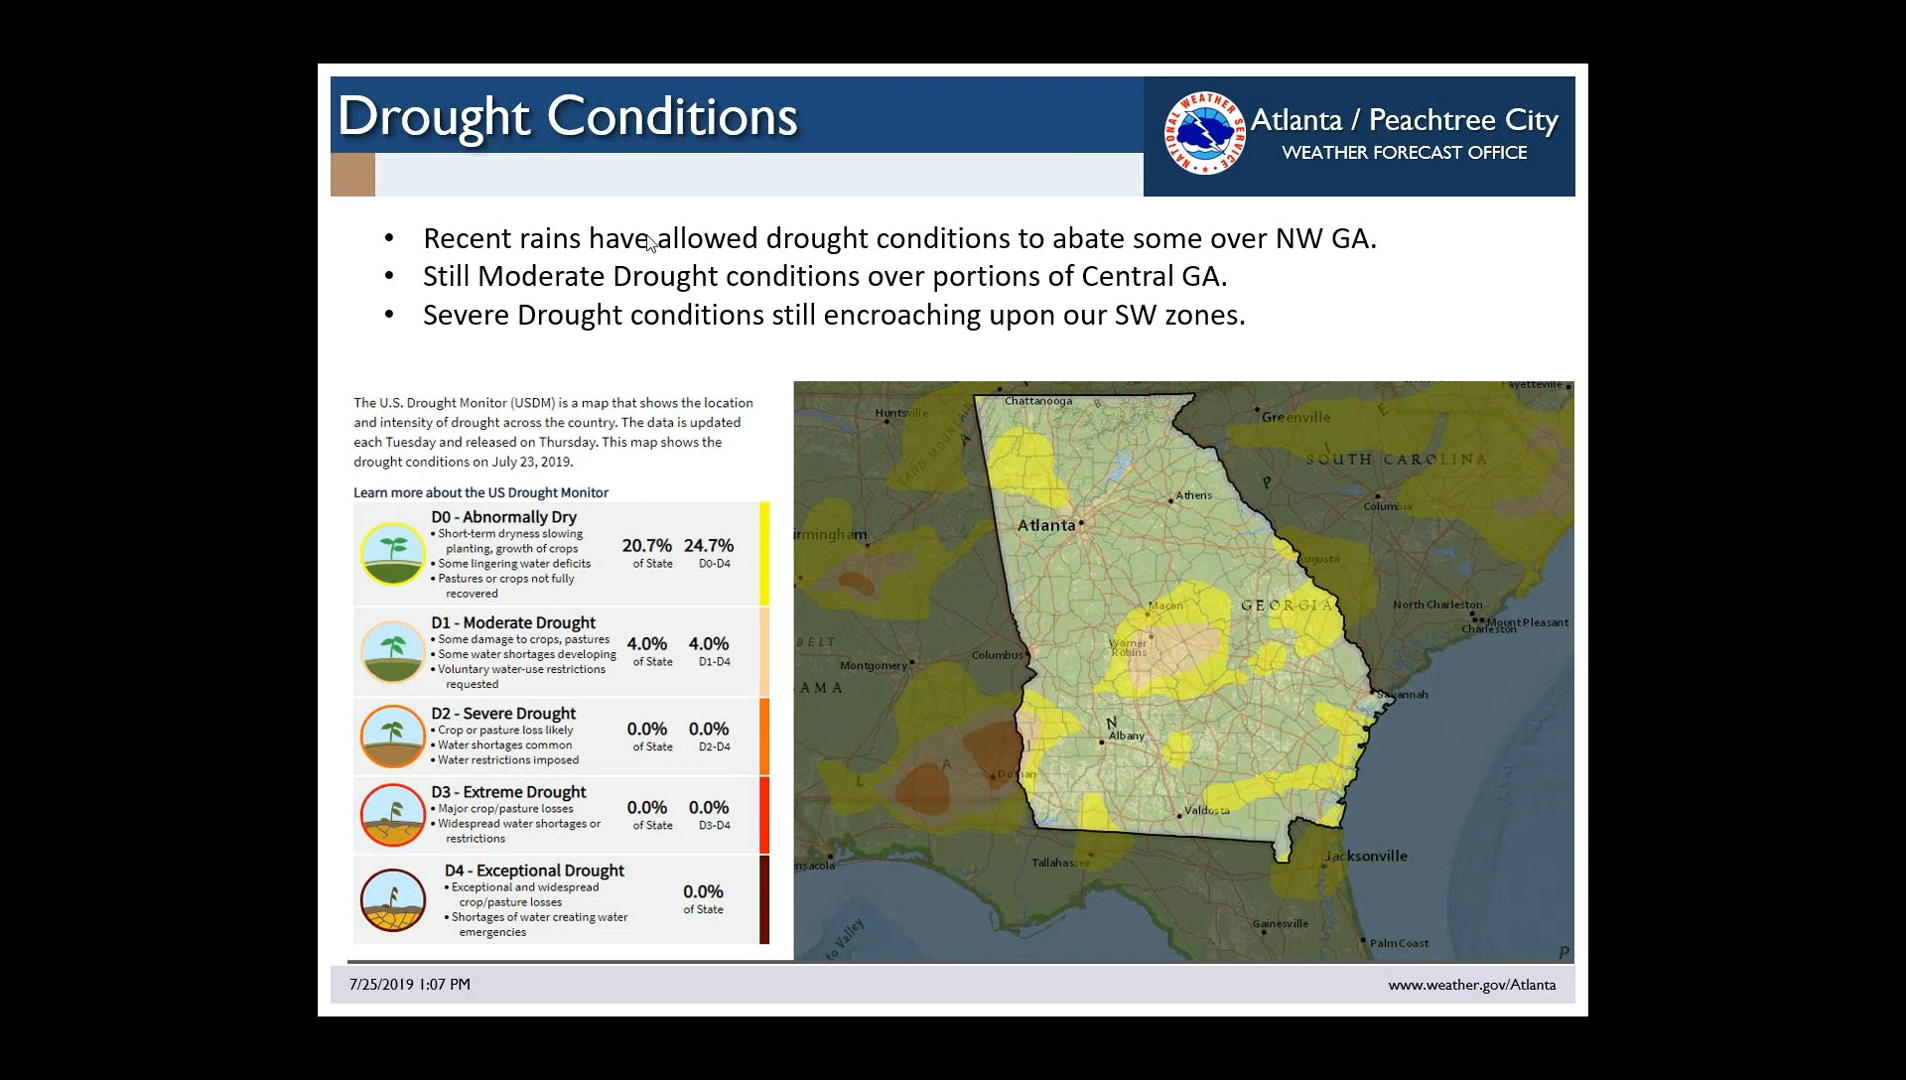 Drought Conditions
NATIONAL WEATHER SERVICE
Atlanta / Peachtree City
WEATHER FORECAST OFFICE
• Recent rains have allowed drought conditions to abate some over NW GA.
• Still Moderate Drought conditions over portions of Central GA.
• Severe Drought conditions still encroaching upon our SW zones.
The U.S. Drought Monitor (USDM) is a map that shows the location
and intensity of drought across the country. The data is updated
each Tuesday and released on Thursday. This map shows the
drought conditions on July 23, 2019.
Learn more about the US Drought Monitor
D0 - Abnormally Dry
• Short-term dryness slowing
planting, growth of crops
• Some lingering water deficits
• Pastures or crops not fully
recovered
20.7% 24.7%
of State D0-D4
D1 - Moderate Drought
• Some damage to crops, pastures
• Some water shortages developing
• Voluntary water-use restrictions
requested
4.0% 4.0%
of State D1-D4
D2 - Severe Drought
• Crop or pasture loss likely
• Water shortages common
• Water restrictions imposed
0.0% 0.0%
of State D2-D4
D3 - Extreme Drought
• Major crop/pasture losses
• Widespread water shortages or
restrictions
0.0% 0.0%
of State D3-D4
D4 - Exceptional Drought
• Exceptional and widespread
crop/pasture losses
• Shortages of water creating water
emergencies
0.0%
of State
Fayetteville
Chattanooga
Huntsville
Greenville
SAND MOUNTAIN
SOUTH CAROLINA
Athens
Columbia
Atlanta
rmingham
Augusta
Macon
GEORGIA
North Charleston
Mount Pleasant
Charleston
Warner
Robins
BELT
Columbus
Montgomery
AMA
Savannah
N
Albany
L A
Dothan
Valdosta
Tallahassee
Jacksonville
ensacola
Gainesville
to Valley
Palm Coast
P
7/25/2019 1:07 PM
www.weather.gov/Atlanta